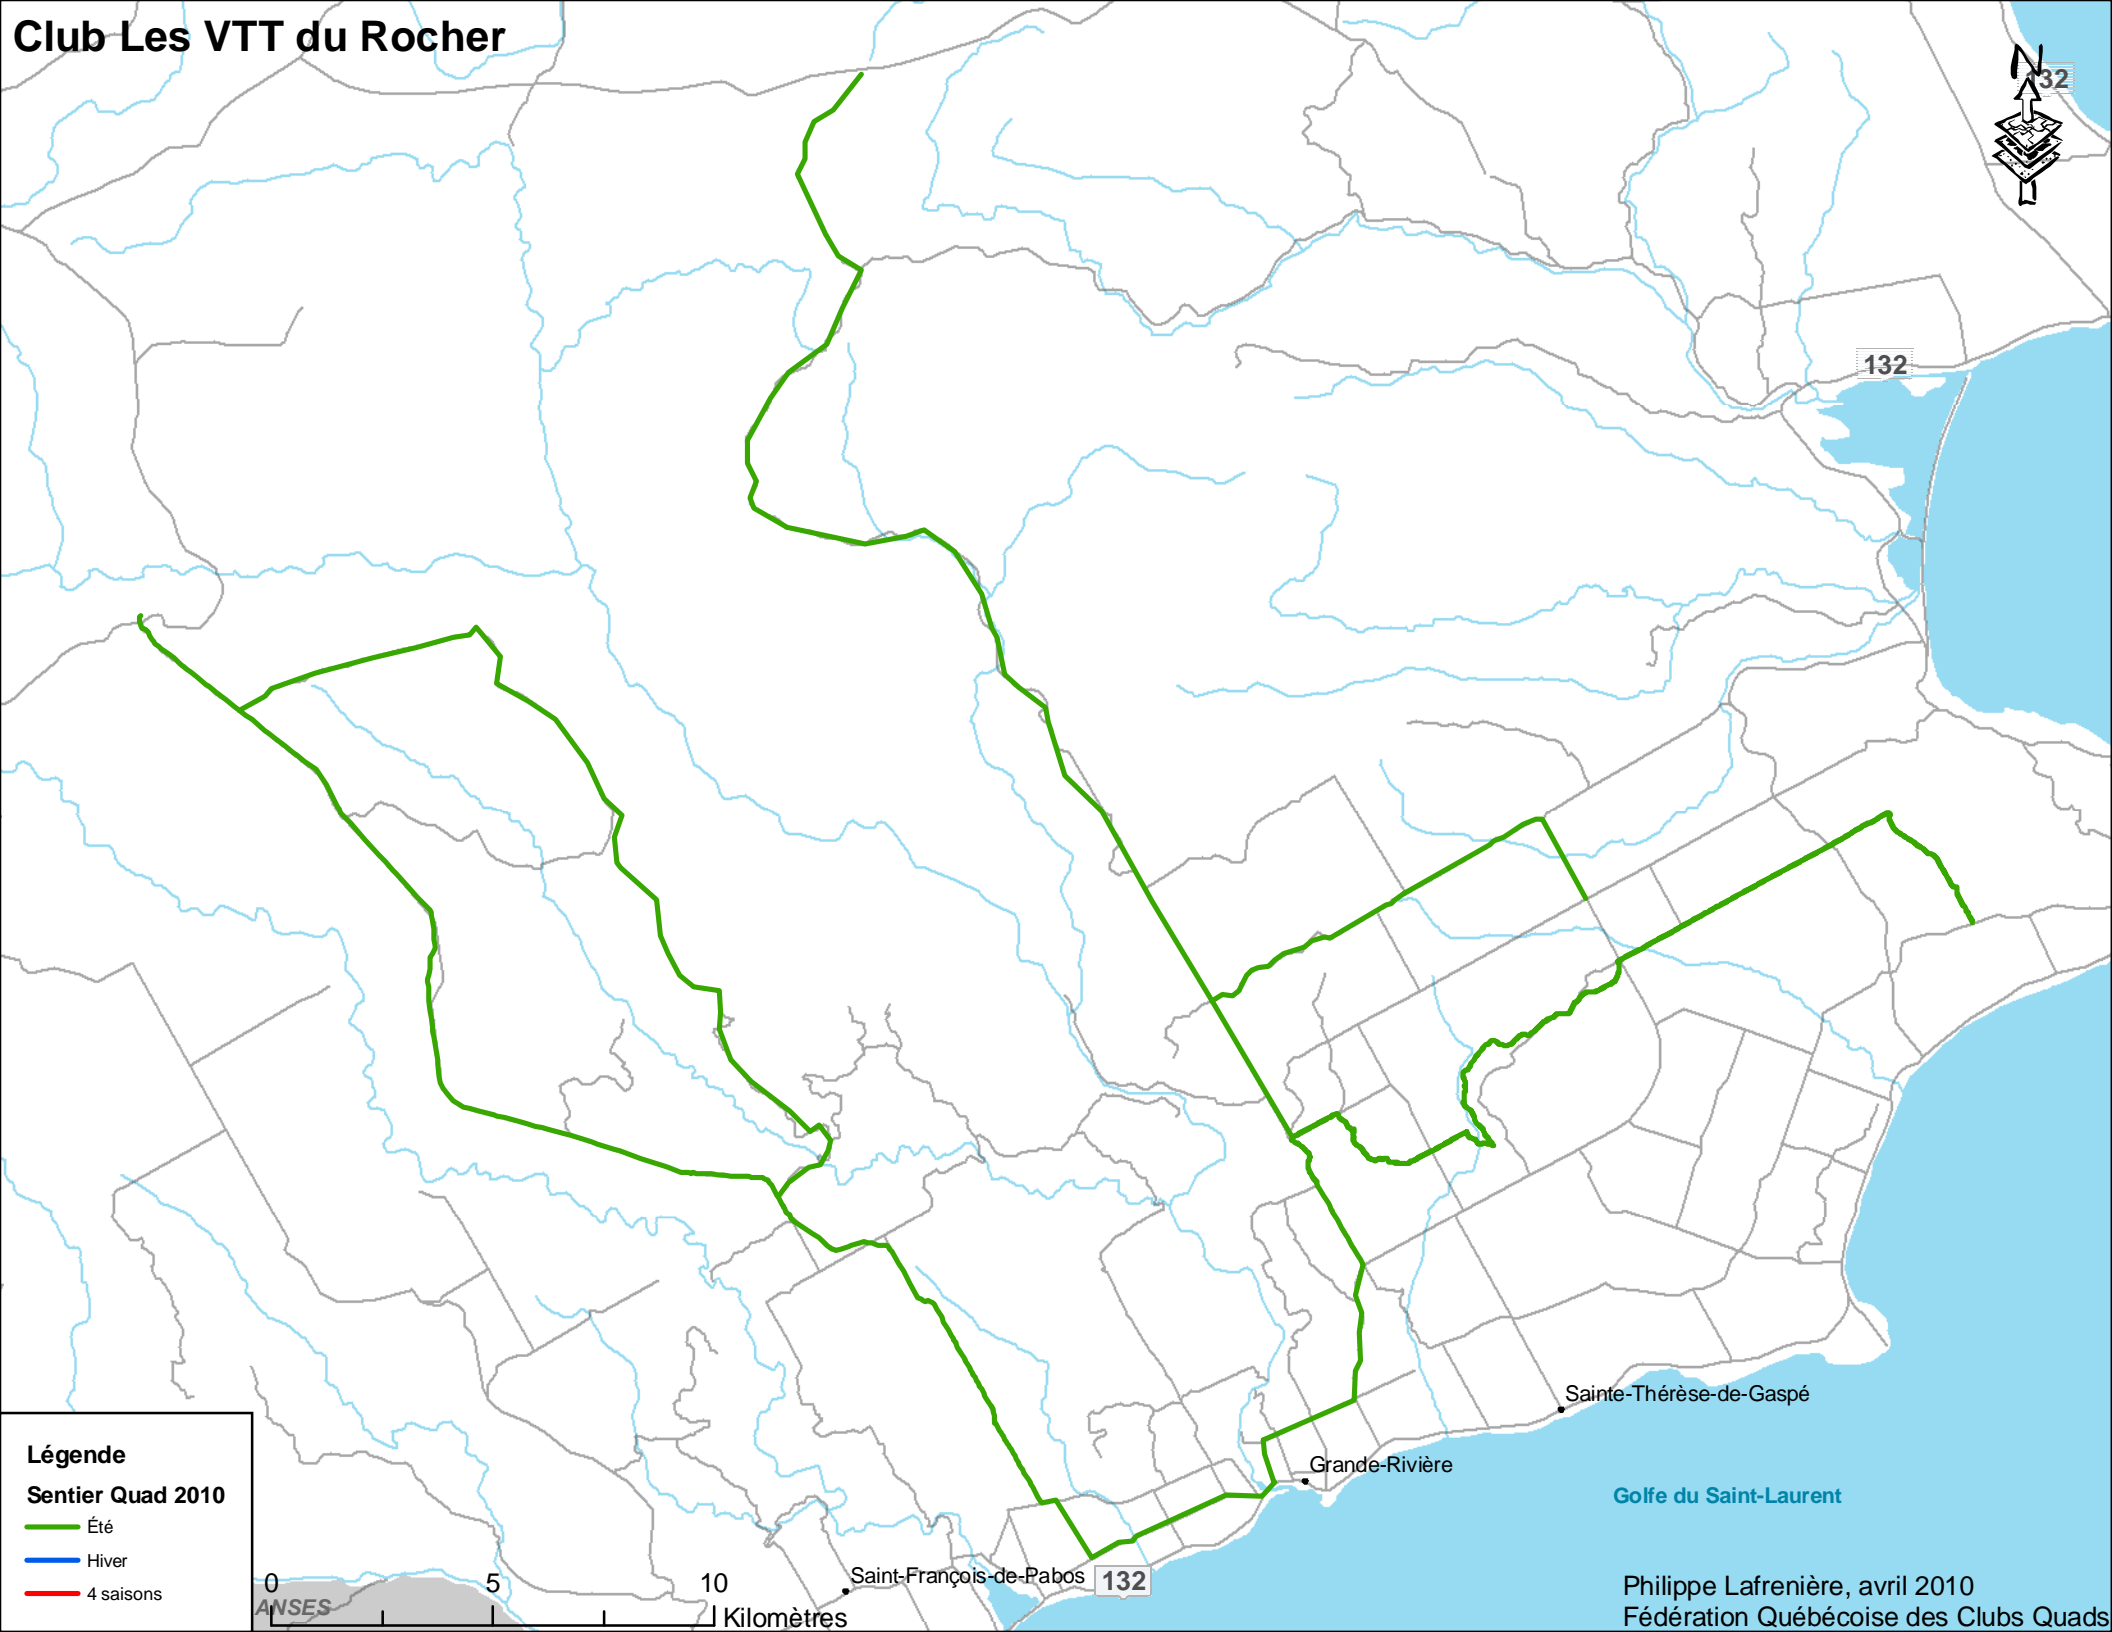 Club Les VTT du Rocher
N
132
132
Sainte-Thérèse-de-Gaspé
Grande-Rivière
Golfe du Saint-Laurent
Saint-François-de-Pabos
132
Légende
Sentier Quad 2010
Été
Hiver
4 saisons
0 5 10
Kilomètres
ANSES
Philippe Lafrenière, avril 2010
Fédération Québécoise des Clubs Quads